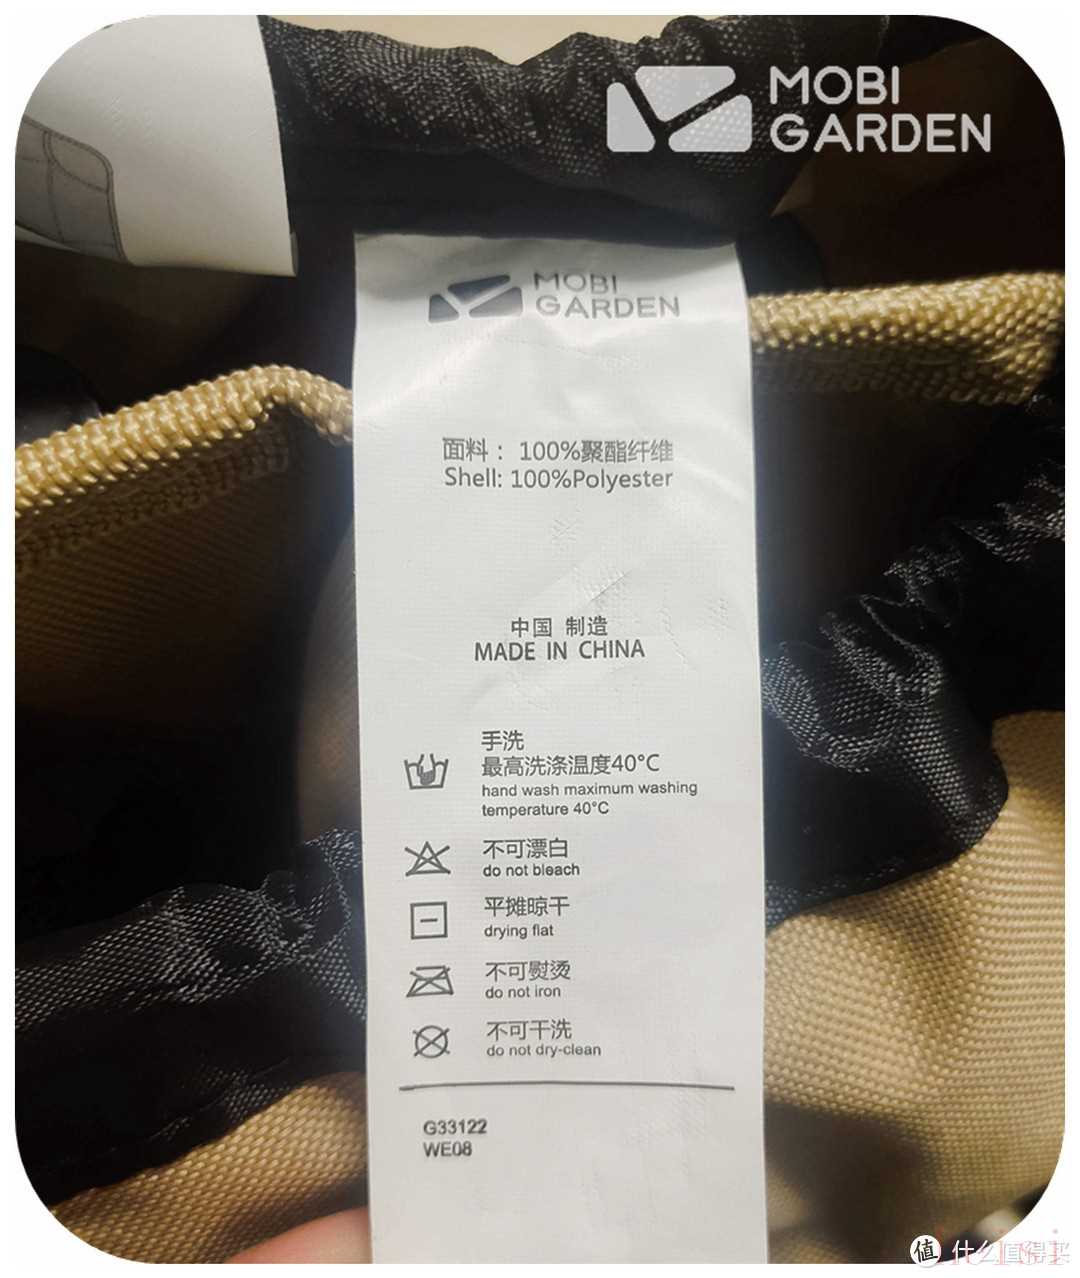 MOBI
GARDEN
MOBI
GARDEN
面料： 100%聚酯纤维
Shell: 100%Polyester
中国 制造
MADE IN CHINA
手洗
最高洗涤温度40°C
hand wash maximum washing
temperature 40°C
不可漂白
do not bleach
平摊晾干
drying flat
不可熨烫
do not iron
不可干洗
do not dry-clean
G33122
WE08
值 什么值得买